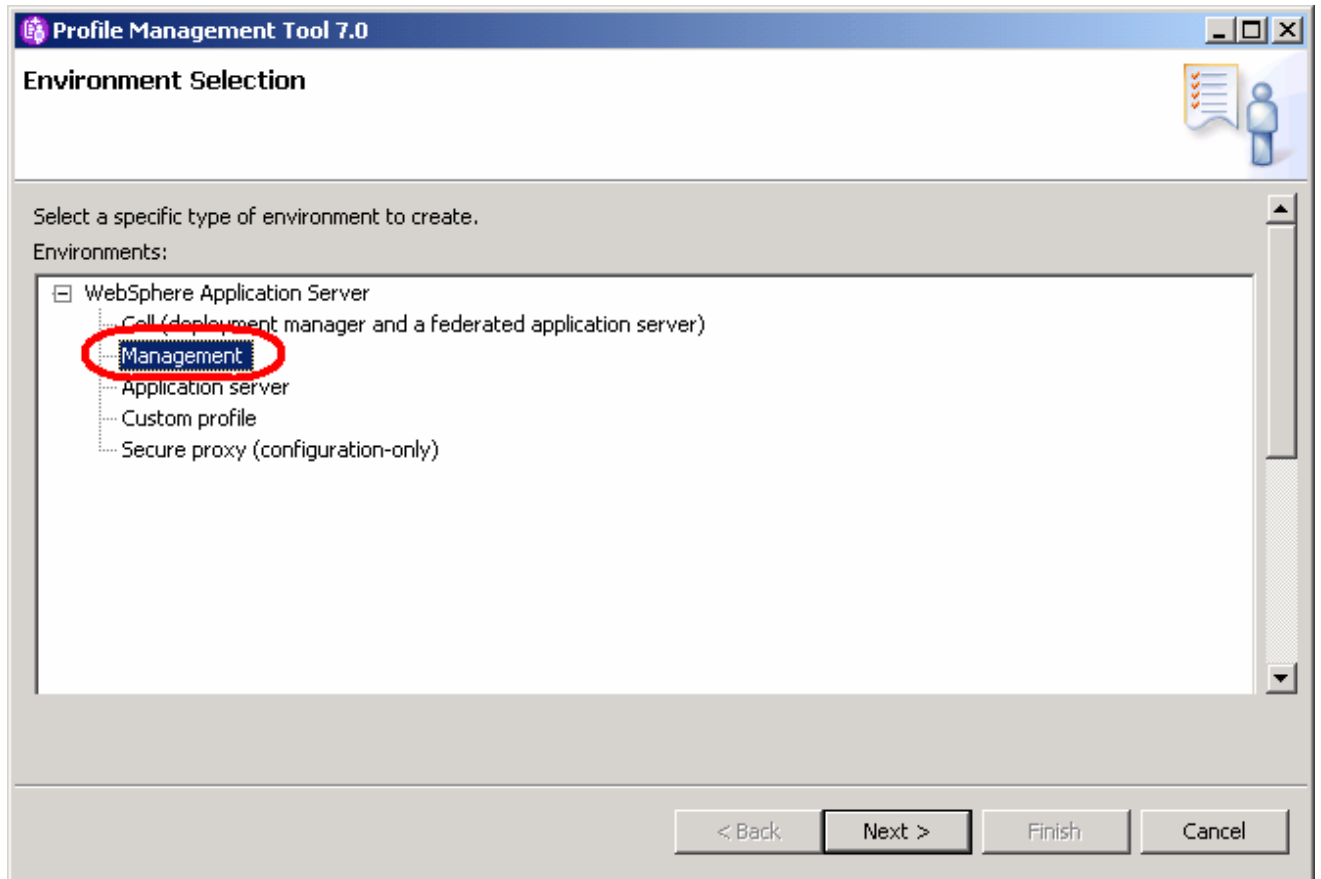 Profile Management Tool 7.0
Environment Selection
Select a specific type of environment to create.
Environments:
WebSphere Application Server
Cell (deployment manager and a federated application server)
Management
Application server
Custom profile
Secure proxy (configuration-only)
< Back Next > Finish Cancel